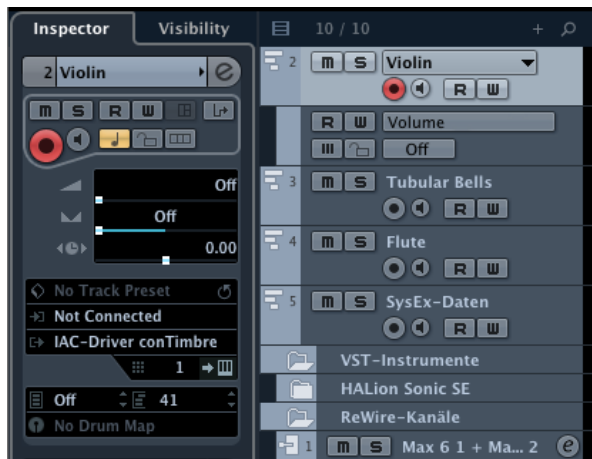 Inspector
Visibility
10 / 10
+
2 Violin
e
m S R W
Off
Off
0.00
No Track Preset
Not Connected
IAC-Driver conTimbre
1
Off
41
No Drum Map
2 m S Violin
R W
R W Volume
Off
3 m S Tubular Bells
R W
4 m S Flute
R W
5 m S SysEx-Daten
R W
VST-Instrumente
HALion Sonic SE
ReWire-Kanäle
1 m S Max 6 1 + Ma... 2 e